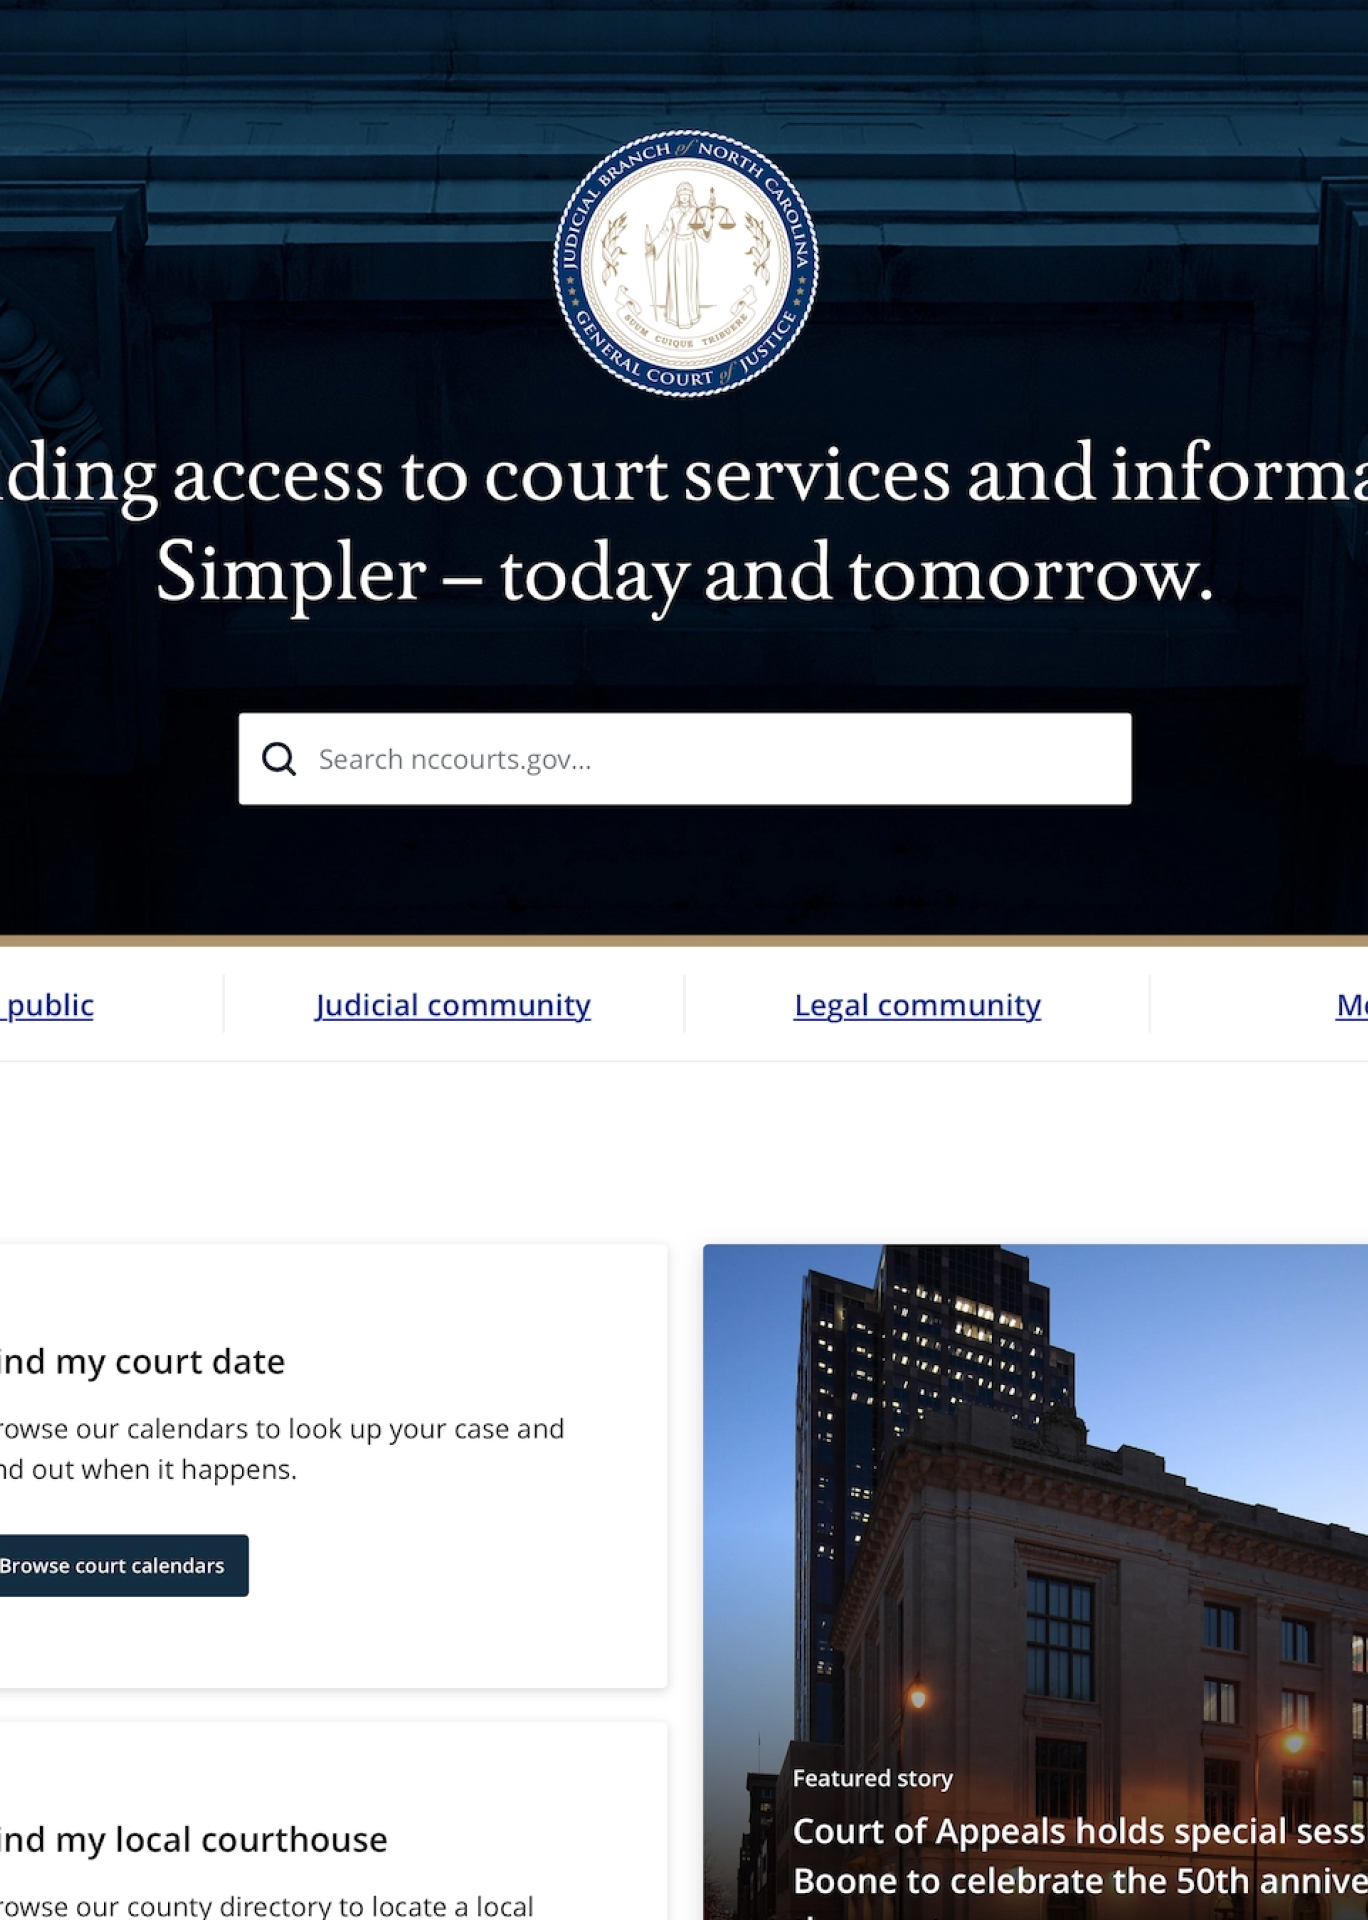 JUDICIAL BRANCH of NORTH CAROLINA
SUUM CUIQUE TRIBUERE
GENERAL COURT of JUSTICE
ding access to court services and informa
Simpler – today and tomorrow.
Search nccourts.gov...
public
Judicial community
Legal community
Me
ind my court date
rowse our calendars to look up your case and
nd out when it happens.
Browse court calendars
ind my local courthouse
rowse our county directory to locate a local
Featured story
Court of Appeals holds special sess
Boone to celebrate the 50th annive